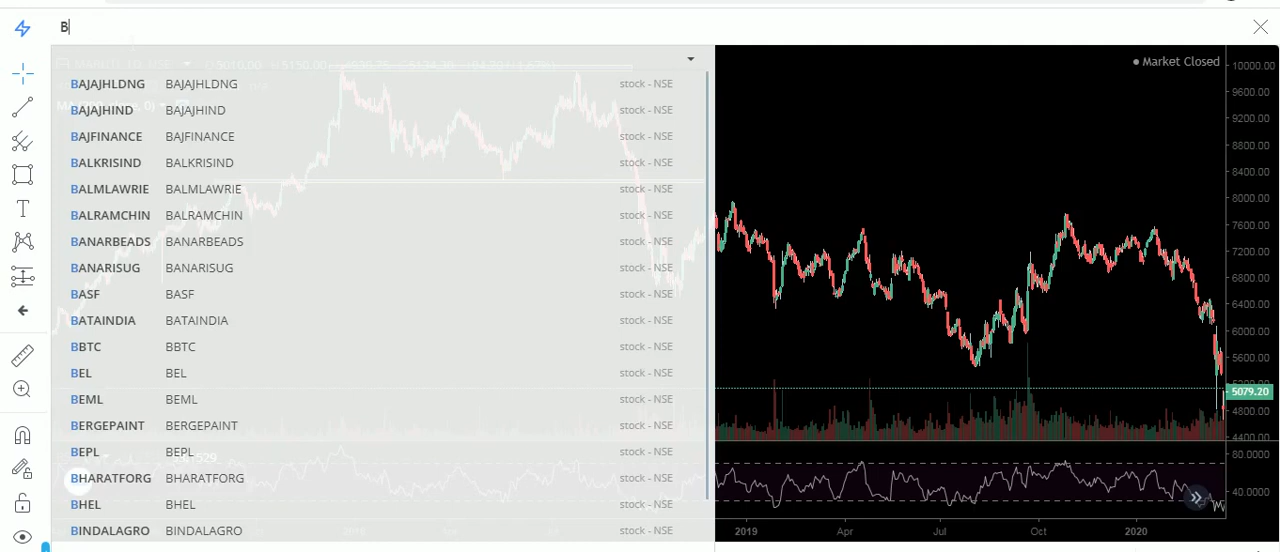 B
Market Closed
BAJAJHLDNG BAJAJHLDNG stock - NSE
BAJAJHIND BAJAJHIND stock - NSE
BAJFINANCE BAJFINANCE stock - NSE
BALKRISIND BALKRISIND stock - NSE
BALMLAWRIE BALMLAWRIE stock - NSE
BALRAMCHIN BALRAMCHIN stock - NSE
BANARBEADS BANARBEADS stock - NSE
BANARISUG BANARISUG stock - NSE
BASF BASF stock - NSE
BATAINDIA BATAINDIA stock - NSE
BBTC BBTC stock - NSE
BEL BEL stock - NSE
BEML BEML stock - NSE
BERGEPAINT BERGEPAINT stock - NSE
BEPL BEPL stock - NSE
BHARATFORG BHARATFORG stock - NSE
BHEL BHEL stock - NSE
BINDALAGRO BINDALAGRO stock - NSE
10000.00
9600.00
9200.00
8800.00
8400.00
8000.00
7600.00
7200.00
6800.00
6400.00
6000.00
5600.00
5079.20
4800.00
4400.00
80.0000
40.0000
2019 Apr Jul Oct 2020